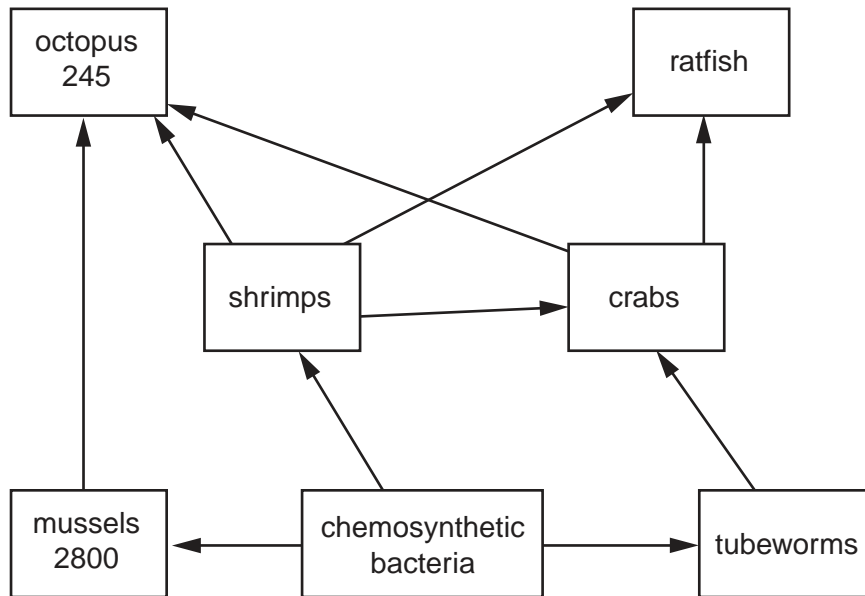 octopus
245
ratfish
shrimps
crabs
mussels
2800
chemosynthetic
bacteria
tubeworms